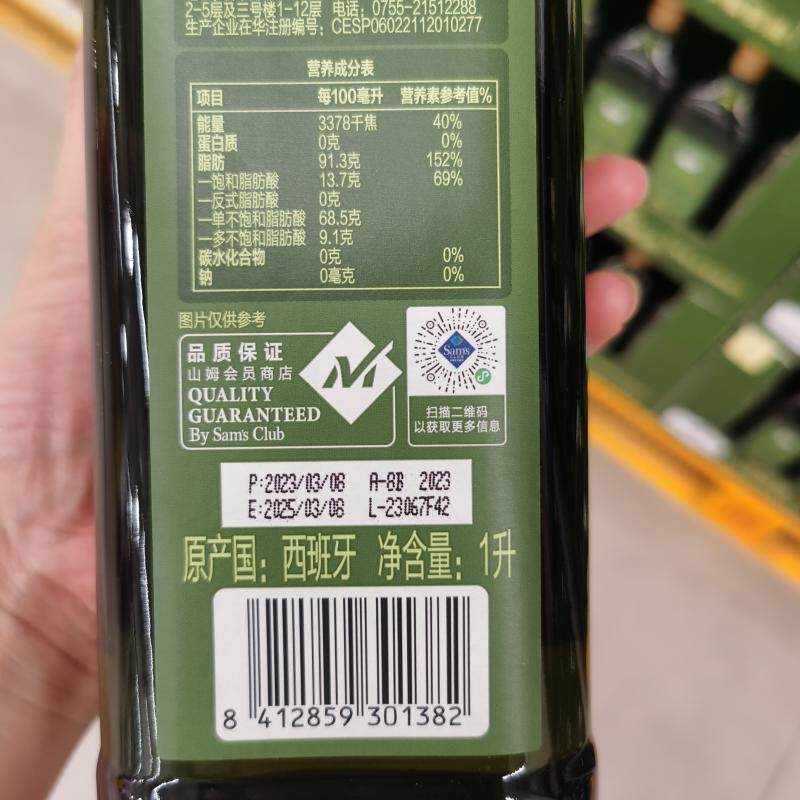 2-5层及三号楼1-12层 电话：0755-21512288
生产企业在华注册编号：CESP06022112010277
营养成分表
项目 每100毫升 营养素参考值%
能量 3378千焦 40%
蛋白质 0克 0%
脂肪 91.3克 152%
—饱和脂肪酸 13.7克 69%
—反式脂肪酸 0克
—单不饱和脂肪酸 68.5克
—多不饱和脂肪酸 9.1克
碳水化合物 0克 0%
钠 0毫克 0%
图片仅供参考
品质保证
山姆会员商店
QUALITY
GUARANTEED
By Sam's Club
M
Sam's
CLUB
扫描二维码
以获取更多信息
P:2023/03/08 A-8B 2023
E:2025/03/08 L-23067F42
原产国：西班牙 净含量：1升
8 412859 301382